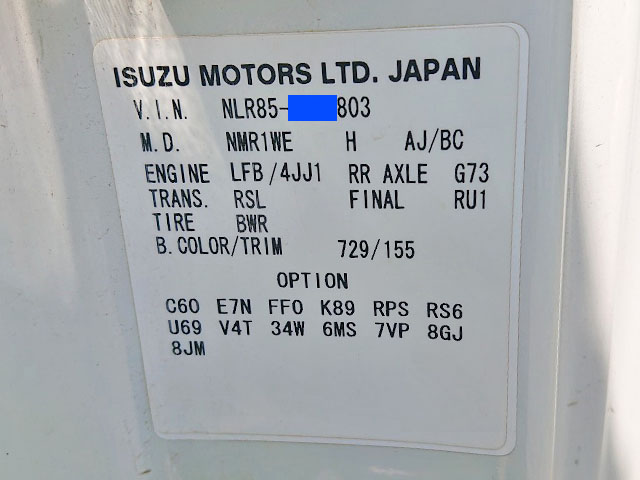 ISUZU MOTORS LTD. JAPAN
V.I.N. NLR85-803
M.D. NMR1WE H AJ/BC
ENGINE LFB/4JJ1 RR AXLE G73
TRANS. RSL FINAL RU1
TIRE BWR
B.COLOR/TRIM 729/155
OPTION
C60 E7N FF0 K89 RPS RS6
U69 V4T 34W 6MS 7VP 8GJ
8JM